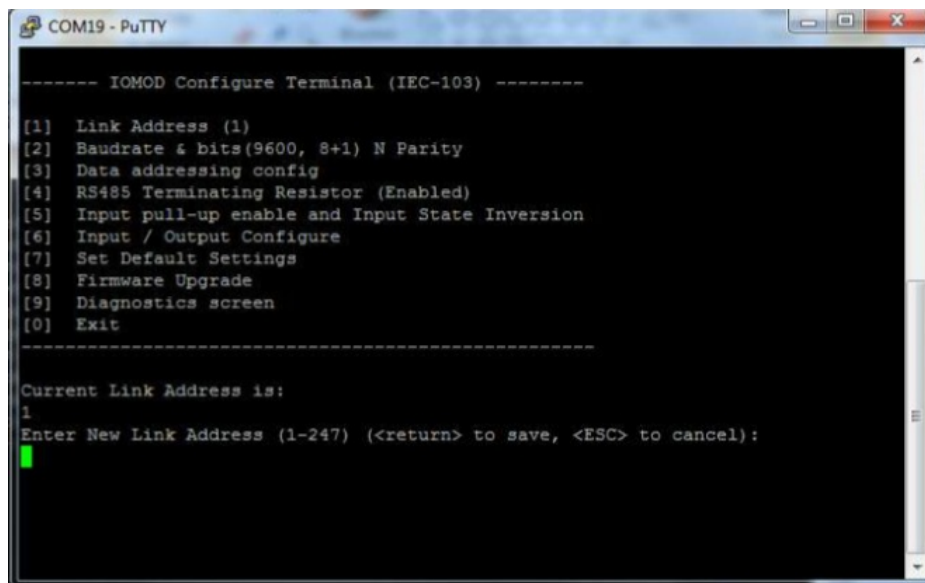 COM19 - PuTTY
------- IOMOD Configure Terminal (IEC-103) --------
[1] Link Address (1)
[2] Baudrate & bits(9600, 8+1) N Parity
[3] Data addressing config
[4] RS485 Terminating Resistor (Enabled)
[5] Input pull-up enable and Input State Inversion
[6] Input / Output Configure
[7] Set Default Settings
[8] Firmware Upgrade
[9] Diagnostics screen
[0] Exit
----------------------------------------------------
Current Link Address is:
1
Enter New Link Address (1-247) (<return> to save, <ESC> to cancel):